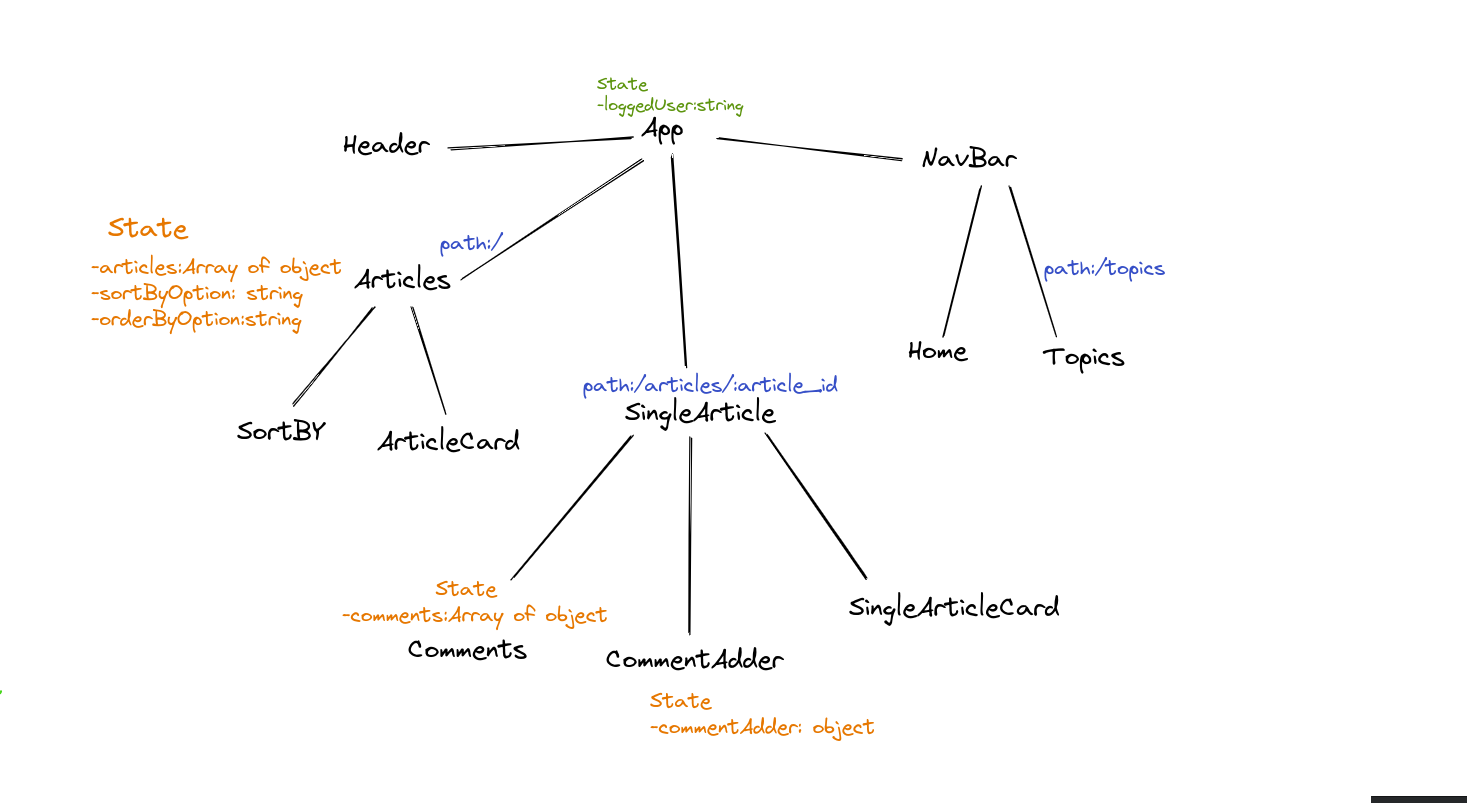 State
-loggedUser:string
App
Header
NavBar
State
-articles:Array of object
-sortByOption: string
-orderByOption:string
path:/
Articles
path:/topics
Home
Topics
path:/articles/:article_id
SingleArticle
SortBY
ArticleCard
State
-comments:Array of object
Comments
CommentAdder
State
-commentAdder: object
SingleArticleCard